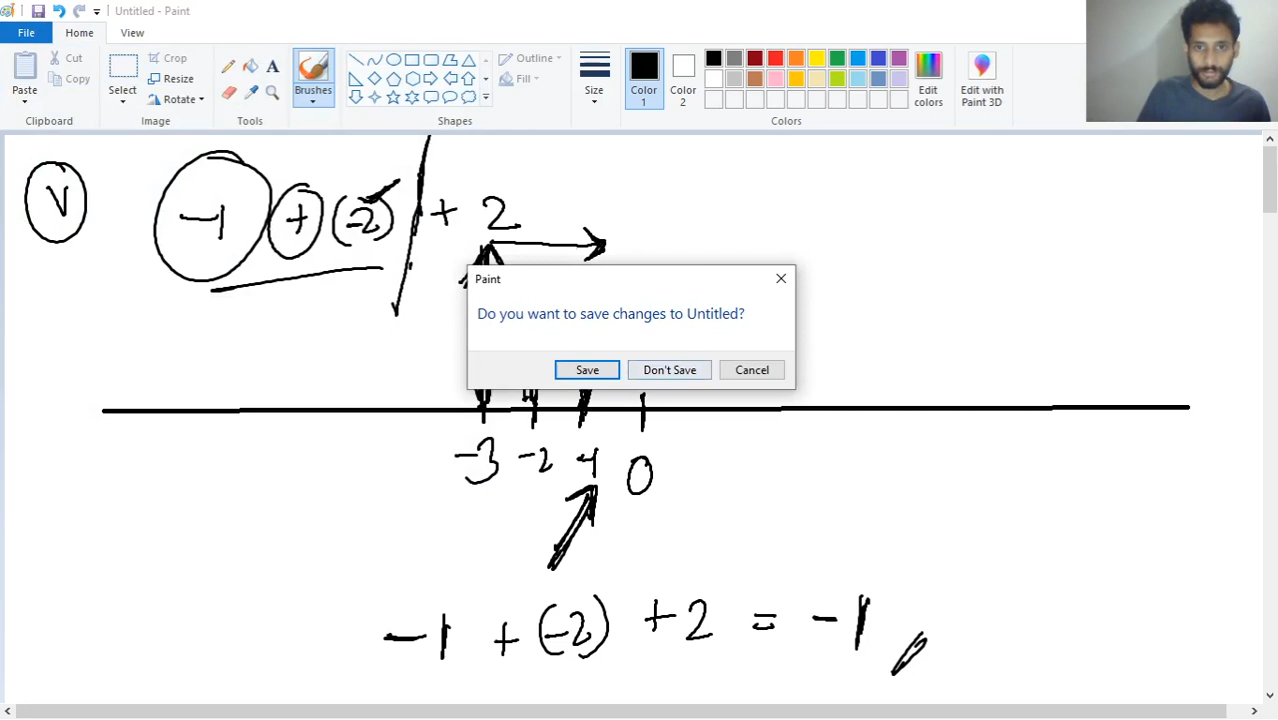 Untitled - Paint
File Home View
Paste Cut Copy
Select Crop Resize Rotate
A
Brushes
Outline Fill
Size
Color 1
Color 2
Edit colors
Edit with Paint 3D
Clipboard Image Tools Shapes Colors
V -1 + (-2) + 2
Paint
Do you want to save changes to Untitled?
Save Don't Save Cancel
-3 -2 -1 0
-1 + (-2) + 2 = -1